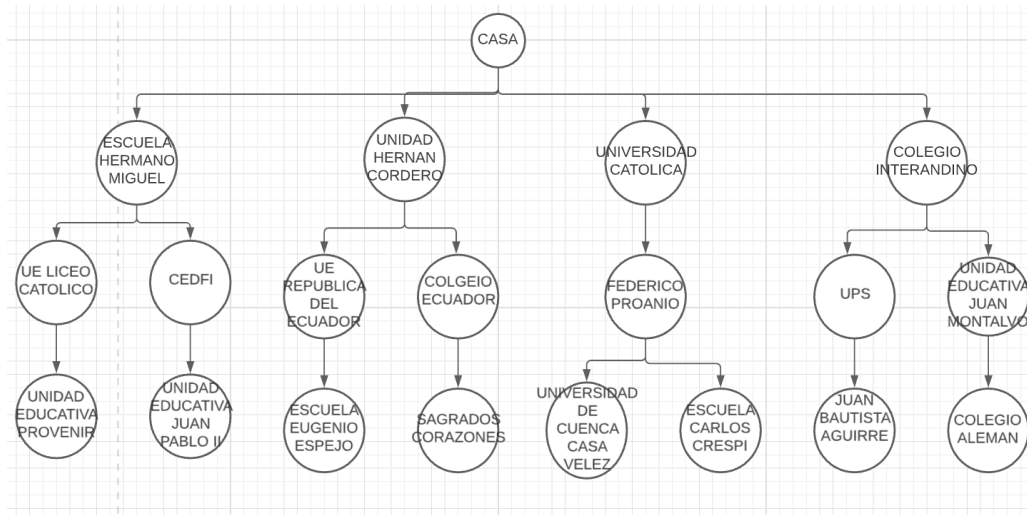 CASA
ESCUELA
HERMANO
MIGUEL
UNIDAD
HERNAN
CORDERO
UNIVERSIDAD
CATOLICA
COLEGIO
INTERANDINO
UE LICEO
CATOLICO
CEDFI
UE
REPUBLICA
DEL
ECUADOR
COLGEIO
ECUADOR
FEDERICO
PROANIO
UPS
UNIDAD
EDUCATIVA
JUAN
MONTALVO
UNIDAD
EDUCATIVA
PROVENIR
UNIDAD
EDUCATIVA
JUAN
PABLO II
ESCUELA
EUGENIO
ESPEJO
SAGRADOS
CORAZONES
UNIVERSIDAD
DE
CUENCA
CASA
VELEZ
ESCUELA
CARLOS
CRESPI
JUAN
BAUTISTA
AGUIRRE
COLEGIO
ALEMAN